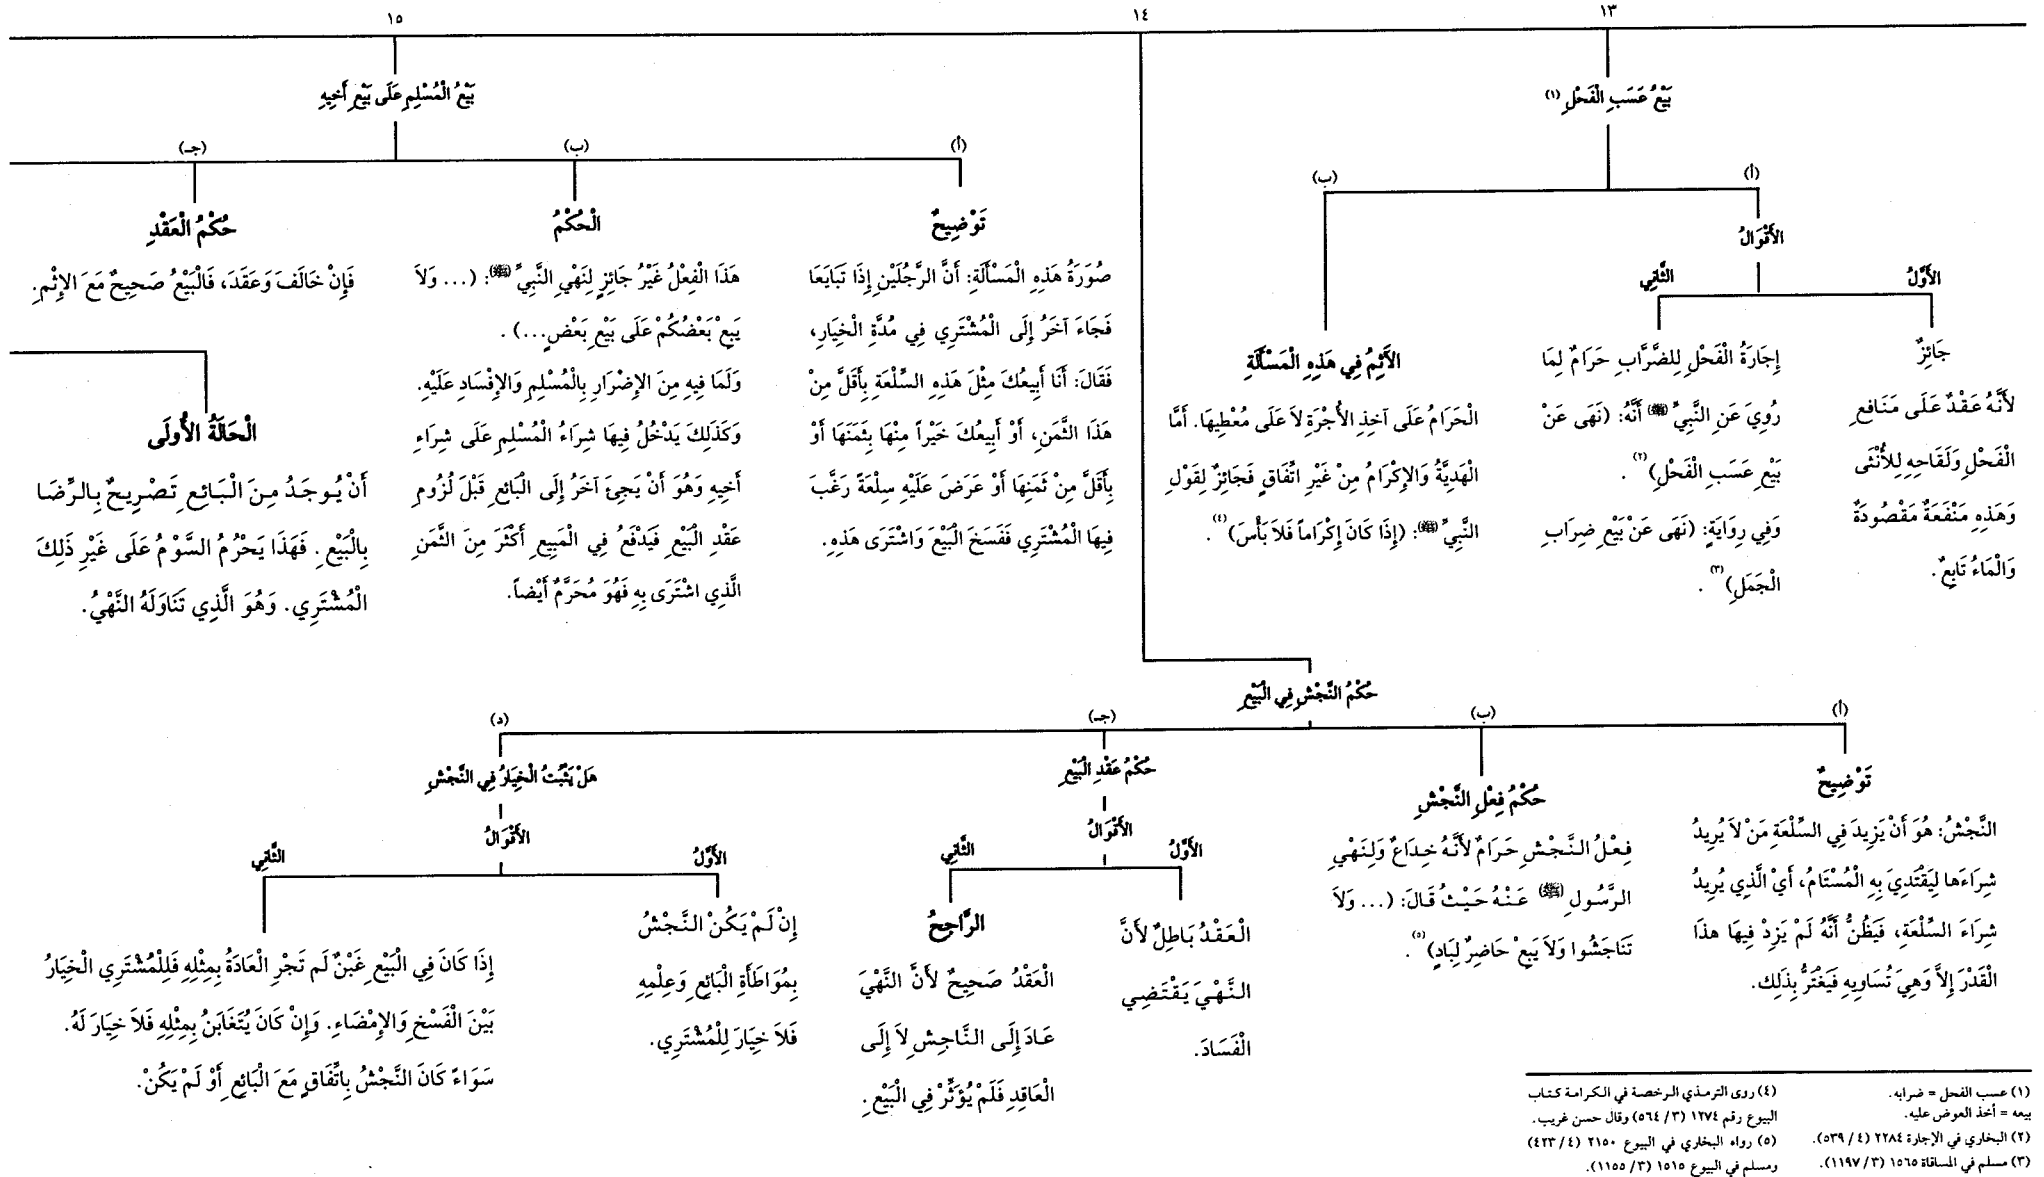 ١٣
بَيْعُ عَسَبِ الْفَحْلِ (١)
(أ)
الأَقْوَالُ
الأَوَّلُ
جَائِزٌ
لأَنَّهُ عَقْدٌ عَلَى مَنَافِعِ
الْفَحْلِ وَلَقَاحِهِ لِلأُنْثَى
وَهَذِهِ مَنْفَعَةٌ مَقْصُودَةٌ
وَالْمَاءُ تَابِعٌ.
الثَّانِي
إِجَارَةُ الْفَحْلِ لِلضِّرَّابِ حَرَامٌ لِمَا
رُوِيَ عَنِ النَّبِيِّ ﷺ أَنَّهُ: (نَهَى عَنْ
بَيْعِ عَسَبِ الْفَحْلِ)(٢) .
وَفِي رِوَايَةٍ: (نَهَى عَنْ بَيْعِ ضِرَابِ
الْجَمَلِ)(٣) .
(ب)
الأَثِمُ فِي هَذِهِ الْمَسْأَلَةِ
الْحَرَامُ عَلَى آخِذِ الأُجْرَةِ لاَ عَلَى مُعْطِيهَا. أَمَّا
الْهَدِيَّةُ وَالإِكْرَامُ مِنْ غَيْرِ اتِّفَاقٍ فَجَائِزٌ لِقَوْلِ
النَّبِيِّ ﷺ: (إِذَا كَانَ إِكْرَاماً فَلاَ بَأْسَ)(٤) .
١٤
حُكْمُ النَّجْشِ فِي الْبَيْعِ
(أ)
تَوْضِيحٌ
النَّجْشُ: هُوَ أَنْ يَزِيدَ فِي السِّلْعَةِ مَنْ لاَ يُرِيدُ
شِرَاءَها لِيَقْتَدِيَ بِهِ الْمُسْتَامُ، أَيْ الَّذِي يُرِيدُ
شِرَاءَ السِّلْعَةِ، فَيَظُنُّ أَنَّهُ لَمْ يَزِدْ فِيهَا هذَا
الْقَدْرَ إِلاَّ وَهِيَ تُسَاوِيهِ فَيَغْتَرُّ بِذَلِكَ.
(ب)
حُكْمُ فِعْلِ النَّجْشِ
فِعْلُ النَّجْشِ حَرَامٌ لأَنَّهُ خِدَاعٌ وَلِنَهْيِ
الرَّسُولِ ﷺ عَنْهُ حَيْثُ قَالَ: (... وَلاَ
تَنَاجَشُوا وَلاَ يَبِعْ حَاضِرٌ لِبَادٍ)(٥) .
(جـ)
حُكْمُ عَقْدِ الْبَيْعِ
الأَقْوَالُ
الأَوَّلُ
الْعَقْدُ بَاطِلٌ لأَنَّ
النَّهْيَ يَقْتَضِي
الْفَسَادَ.
الثَّانِي
الرَّاجِحُ
الْعَقْدُ صَحِيحٌ لأَنَّ النَّهْيَ
عَادَ إِلَى النَّاجِشِ لاَ إِلَى
الْعَاقِدِ فَلَمْ يُؤَثِّرْ فِي الْبَيْعِ.
(د)
هَلْ يَثْبُتُ الْخِيَارُ فِي النَّجْشِ
الأَقْوَالُ
الأَوَّلُ
إِنْ لَمْ يَكُنْ النَّجْشُ
بِمُوَاطَأَةِ الْبَائِعِ وَعِلْمِهِ
فَلاَ خِيَارَ لِلْمُشْتَرِي.
الثَّانِي
إِذَا كَانَ فِي الْبَيْعِ غَبْنٌ لَم تَجْرِ الْعَادَةُ بِمِثْلِهِ فَلِلْمُشْتَرِي الْخِيَارُ
بَيْنَ الْفَسْخِ وَالإِمْضَاءِ. وَإِنْ كَانَ يُتَغَابَنُ بِمِثْلِهِ فَلاَ خِيَارَ لَهُ.
سَوَاءً كَانَ النَّجْشُ بِاتِّفَاقٍ مَعَ الْبَائِعِ أَوْ لَمْ يَكُنْ.
١٥
بَيْعُ الْمُسْلِمِ عَلَى بَيْعِ أَخِيهِ
(أ)
تَوْضِيحٌ
صُورَةُ هَذِهِ الْمَسْأَلَةِ: أَنَّ الرَّجُلَيْنِ إِذَا تَبَايَعَا
فَجَاءَ آخَرُ إِلَى الْمُشْتَرِي فِي مُدَّةِ الْخِيَارِ،
فَقَالَ: أَنَا أَبِيعُكَ مِثْلَ هَذِهِ السِّلْعَةِ بِأَقَلَّ مِنْ
هَذَا الثَّمَنِ، أَوْ أَبِيعُكَ خَيْراً مِنْهَا بِثَمَنَهَا أَوْ
بِأَقَلَّ مِنْ ثَمَنِهَا أَوْ عَرَضَ عَلَيْهِ سِلْعَةً رَغَّبَ
فِيهَا الْمُشْتَرِي فَفَسَخَ الْبَيْعَ وَاشْتَرَى هَذِهِ.
(ب)
الْحُكْمُ
هَذَا الْفِعْلُ غَيْرُ جَائِزٍ لِنَهْيِ النَّبِيِّ ﷺ: (... وَلاَ
يَبِعْ بَعْضُكُمْ عَلَى بَيْعِ بَعْضٍ...) .
وَلَمَا فِيهِ مِنَ الإِضْرَارِ بِالْمُسْلِمِ وَالإِفْسَادِ عَلَيْهِ.
وَكَذَلِكَ يَدْخُلُ فِيهَا شِرَاءُ الْمُسْلِمِ عَلَى شِرَاءِ
أَخِيهِ وَهُوَ أَنْ يَجِئَ آخَرُ إِلَى الْبَائِعِ قَبْلَ لُزُومِ
عَقْدِ الْبَيْعِ فَيَدْفَعُ فِي الْمَبِيعِ أَكْثَرَ مِنَ الثَّمَنِ
الَّذِي اشْتَرَى بِهِ فَهُوَ مُحَرَّمٌ أَيْضاً.
(جـ)
حُكْمُ الْعَقْدِ
فَإِنْ خَالَفَ وَعَقَدَ، فَالْبَيْعُ صَحِيحٌ مَعَ الإِثْمِ.
الْحَالَةُ الأُولَى
أَنْ يُوجَدُ مِنَ الْبَائِعِ تَصْرِيحٌ بِالرِّضَا
بِالْبَيْعِ. فَهَذَا يَحْرُمُ السَّوْمُ عَلَى غَيْرِ ذَلِكَ
الْمُشْتَرِي. وَهُوَ الَّذِي تَنَاوَلَهُ النَّهْيُ.
(١) عسب الفحل = ضرابه.
بيعه = أخذ العوض عليه.
(٢) البخاري في الإجارة ٢٢٨٤ (٤ / ٥٣٩).
(٣) مسلم في المساقاة ١٥٦٥ (٣ / ١١٩٧).
(٤) روى الترمذي الرخصة في الكرامة كتاب
البيوع رقم ١٢٧٤ (٣ / ٥٦٤) وقال حسن غريب.
(٥) رواه البخاري في البيوع ٢١٥٠ (٤ / ٤٢٣)
ومسلم في البيوع ١٥١٥ (٣ / ١١٥٥).